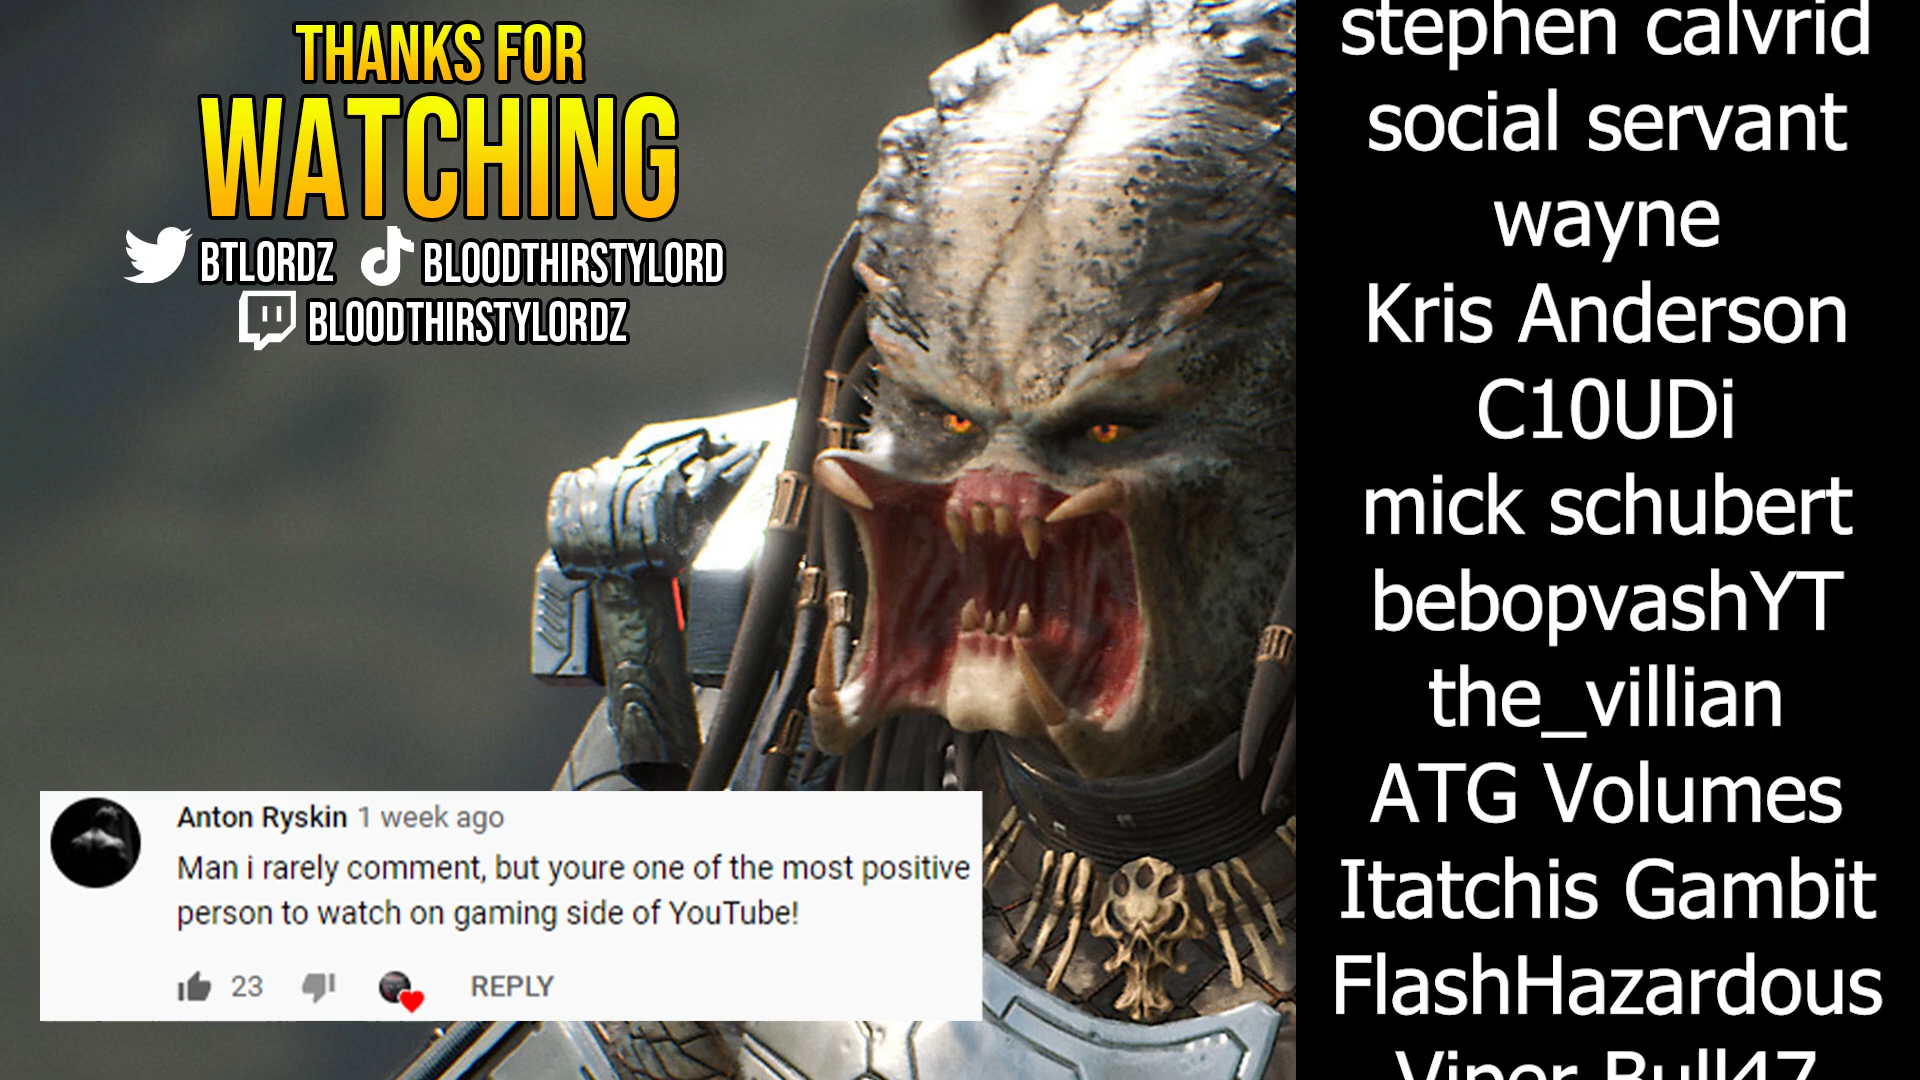 THANKS FOR
WATCHING
BTLORDZ BLOODTHIRSTYLORD
BLOODTHIRSTYLORDZ
Anton Ryskin 1 week ago
Man i rarely comment, but youre one of the most positive
person to watch on gaming side of YouTube!
23 REPLY
stephen calvrid
social servant
wayne
Kris Anderson
C10UDi
mick schubert
bebopvashYT
the_villian
ATG Volumes
Itatchis Gambit
FlashHazardous
Viper Bull47